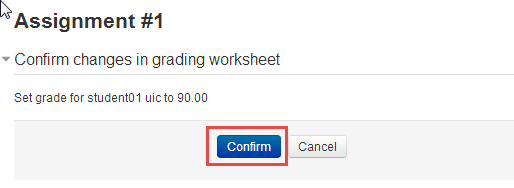 Assignment #1
Confirm changes in grading worksheet
Set grade for student01 uic to 90.00
Confirm Cancel